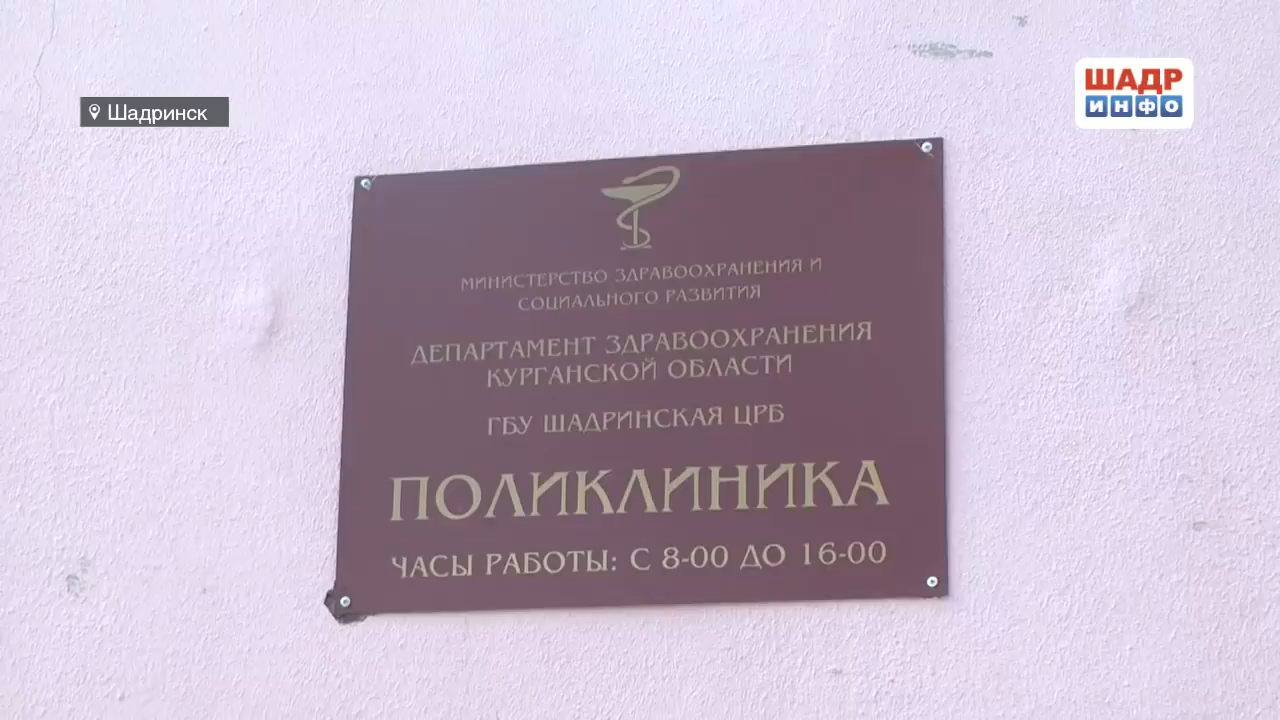 Шадринск
ШАДР
ИНФО
МИНИСТЕРСТВО ЗДРАВООХРАНЕНИЯ И
СОЦИАЛЬНОГО РАЗВИТИЯ
ДЕПАРТАМЕНТ ЗДРАВООХРАНЕНИЯ
КУРГАНСКОЙ ОБЛАСТИ
ГБУ ШАДРИНСКАЯ ЦРБ
ПОЛИКЛИНИКА
ЧАСЫ РАБОТЫ: С 8-00 ДО 16-00